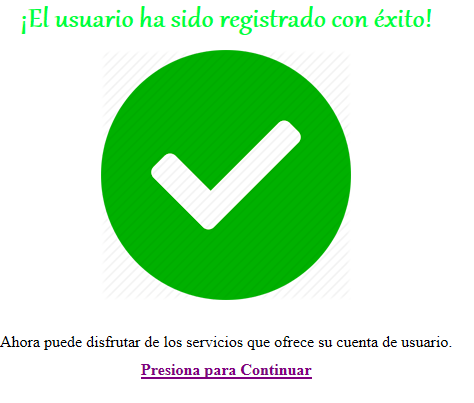 ¡El usuario ha sido registrado con éxito!
Ahora puede disfrutar de los servicios que ofrece su cuenta de usuario.
Presiona para Continuar